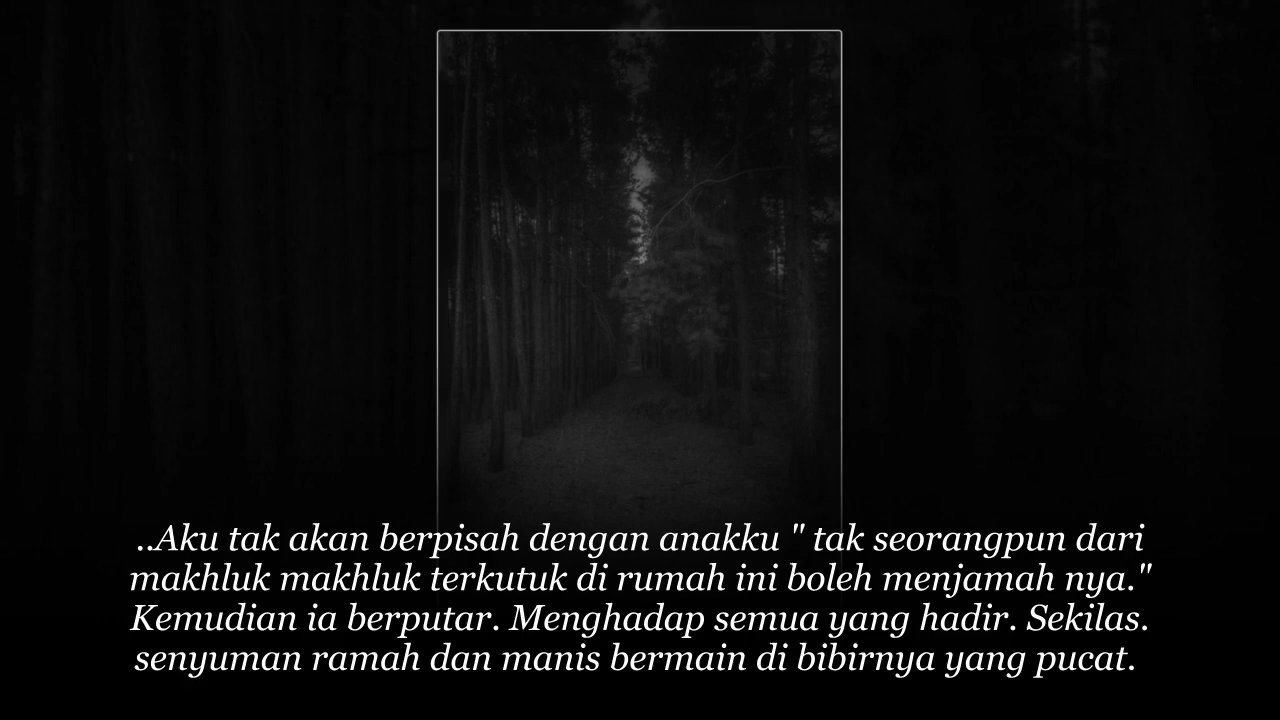 ..Aku tak akan berpisah dengan anakku " tak seorangpun dari
makhluk makhluk terkutuk di rumah ini boleh menjamah nya."
Kemudian ia berputar. Menghadap semua yang hadir. Sekilas.
senyuman ramah dan manis bermain di bibirnya yang pucat.